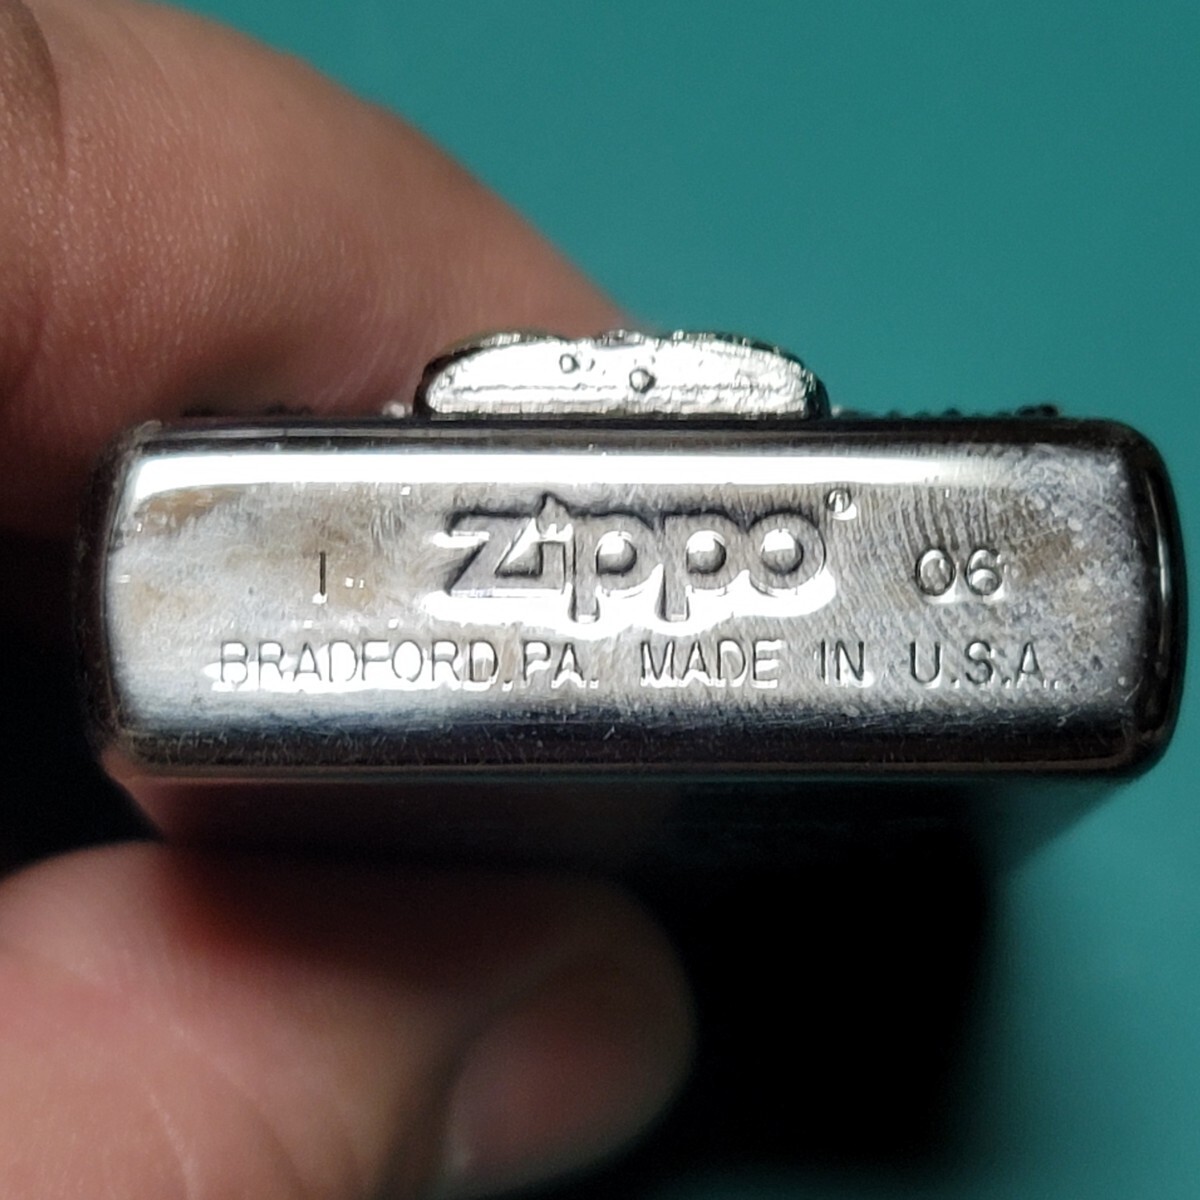 I zippo® 06
BRADFORD,PA. MADE IN U.S.A.